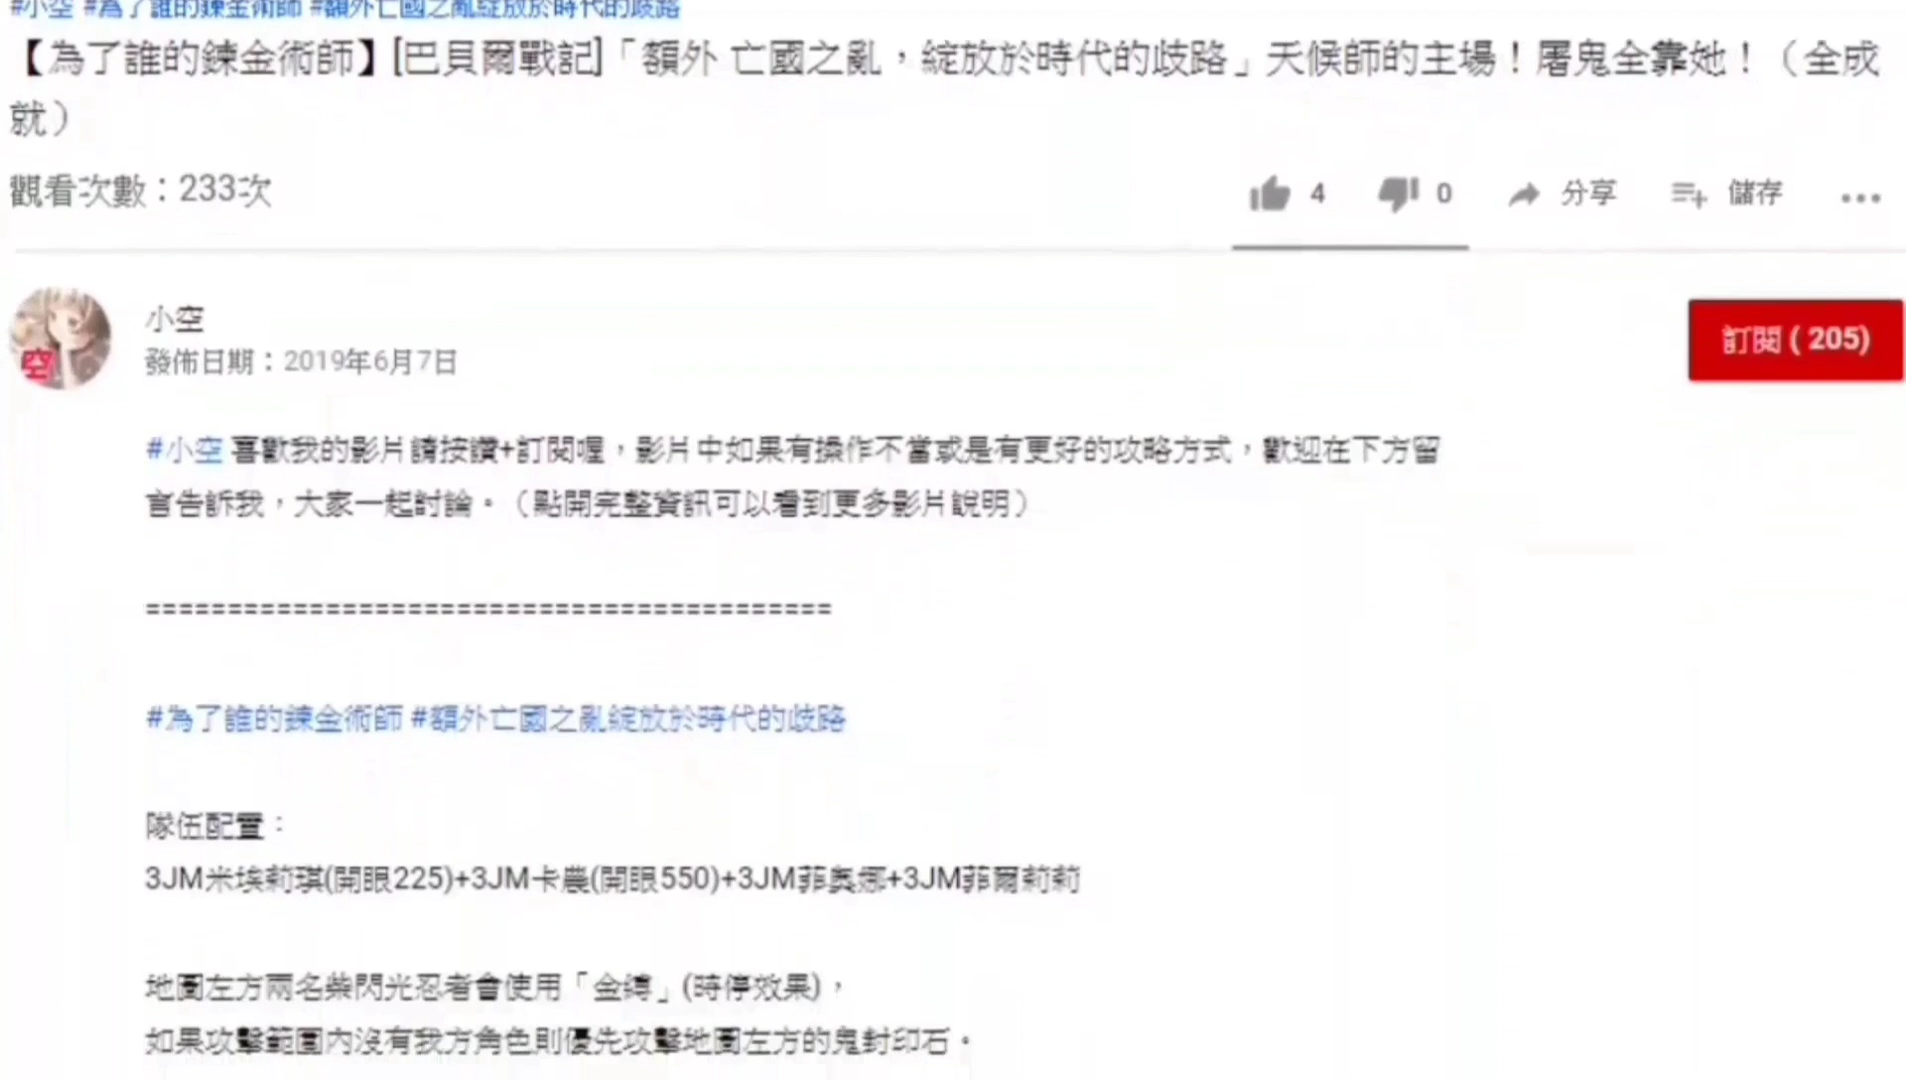 #小空 #為了誰的鍊金術師 #額外亡國之亂綻放於時代的歧路
【為了誰的鍊金術師】[巴貝爾戰記]「額外 亡國之亂，綻放於時代的歧路」天候師的主場！屠鬼全靠她！（全成
就）
觀看次數：233次
4 0 分享 儲存
小空
發佈日期：2019年6月7日
空
訂閱 ( 205)
#小空 喜歡我的影片請按讚+訂閱喔，影片中如果有操作不當或是有更好的攻略方式，歡迎在下方留
言告訴我，大家一起討論。（點開完整資訊可以看到更多影片說明）
==========================================
#為了誰的鍊金術師 #額外亡國之亂綻放於時代的歧路
隊伍配置：
3JM米埃莉琪(開眼225)+3JM卡農(開眼550)+3JM菲奧娜+3JM菲爾莉莉
地圖左方兩名柴閃光忍者會使用「金縛」(時停效果)，
如果攻擊範圍內沒有我方角色則優先攻擊地圖左方的鬼封印石。